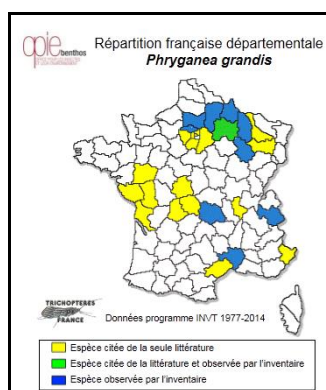 opie/benthos
Répartition française départementale
Phryganea grandis
TRICHOPTERES
FRANCE
Données programme INVT 1977-2014
Espèce citée de la seule littérature
Espèce citée de la littérature et observée par l'inventaire
Espèce observée par l'inventaire